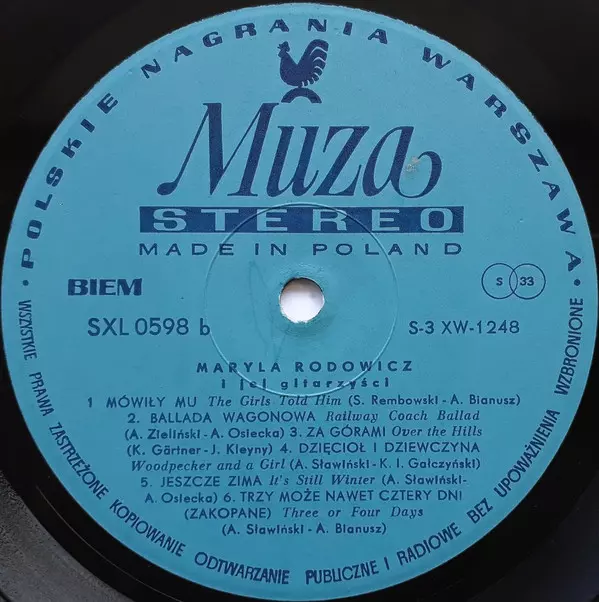 • POLSKIE NAGRANIA WARSZAWA •
Muza
STEREO
MADE IN POLAND
BIEM
S 33
SXL 0598 b
S-3 XW-1248
MARYLA RODOWICZ
i jej gitarzyści
1 MÓWIŁY MU The Girls Told Him (S. Rembowski-A. Bianusz)
2. BALLADA WAGONOWA Railway Coach Ballad
(A. Zieliński-A. Osiecka) 3. ZA GÓRAMI Over the Hills
(K. Gärtner-J. Kleyny) 4. DZIĘCIOŁ I DZIEWCZYNA
Woodpecker and a Girl (A. Sławiński-K. I. Gałczyński)
5. JESZCZE ZIMA It's Still Winter (A. Sławiński-
A. Osiecka) 6. TRZY MOŻE NAWET CZTERY DNI
(ZAKOPANE) Three or Four Days
(A. Sławiński-A. Bianusz)
WSZYSTKIE PRAWA ZASTRZEŻONE KOPIOWANIE ODTWARZANIE PUBLICZNE I RADIOWE BEZ UPOWAŻNIENIA WZBRONIONE